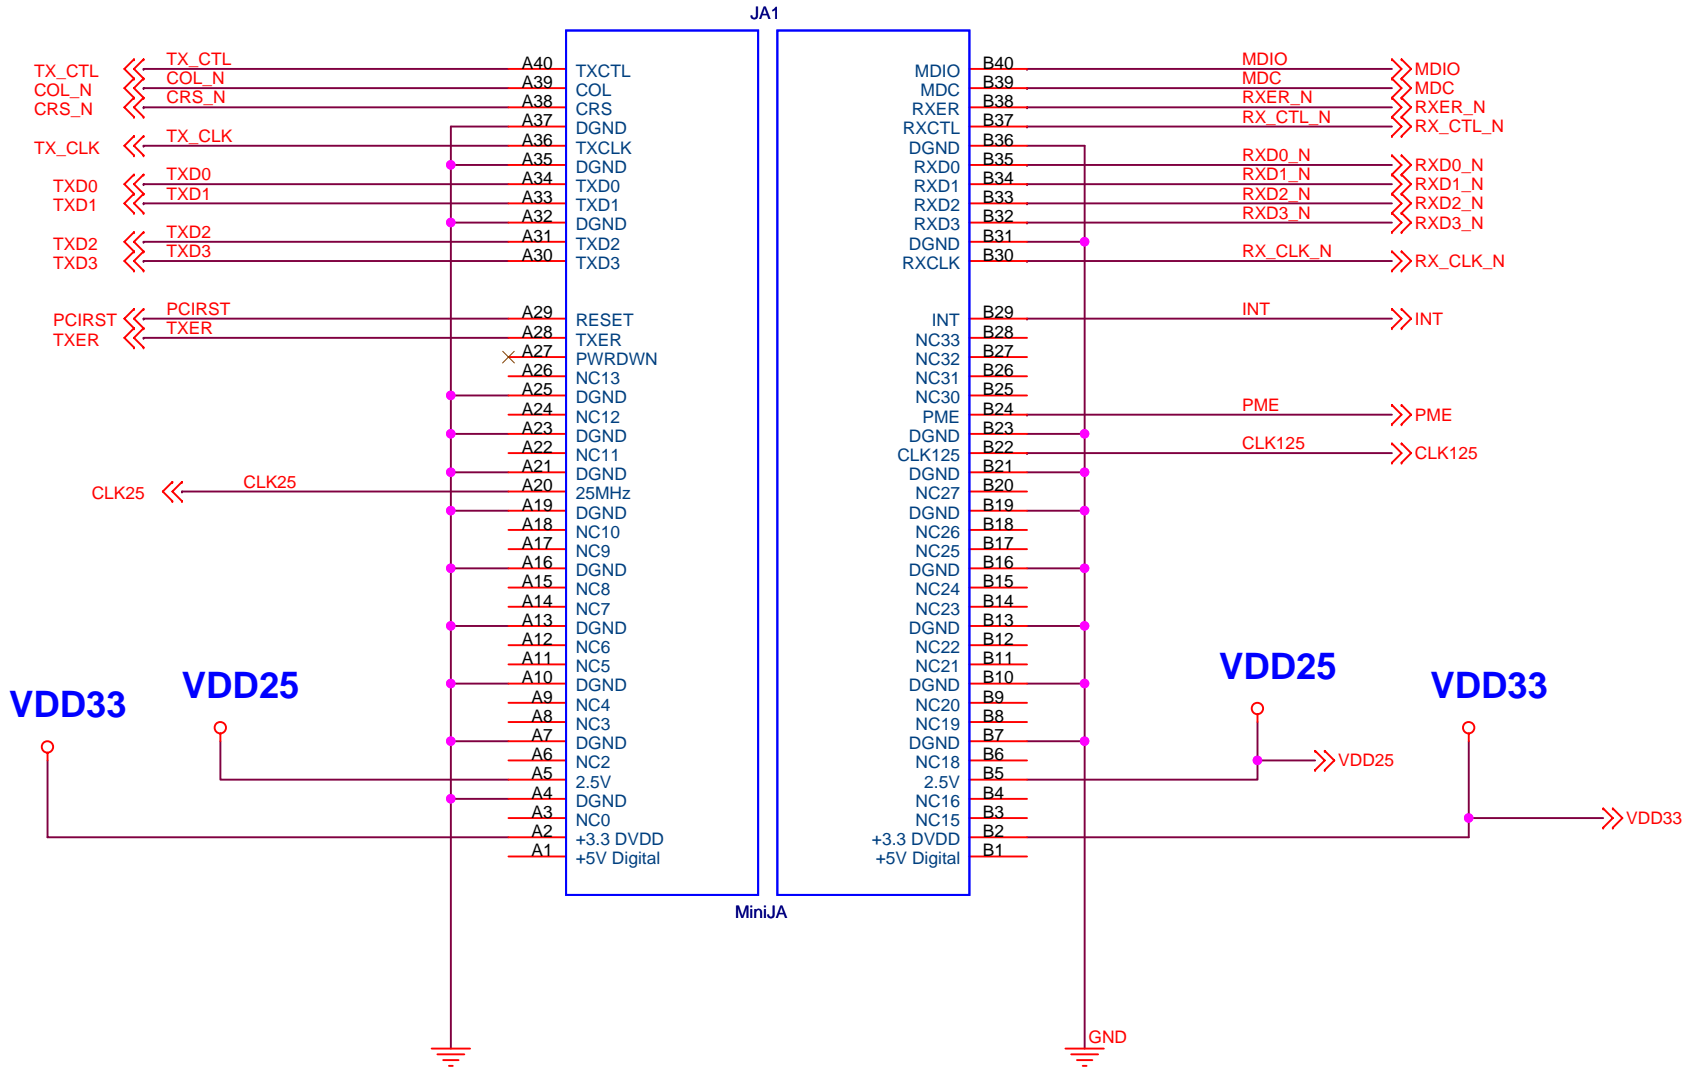 JA1
TX_CTL TX_CTL A40 TXCTL MDIO B40 MDIO MDIO
COL_N COL_N A39 COL MDC B39 MDC MDC
CRS_N CRS_N A38 CRS RXER B38 RXER_N RXER_N
A37 DGND RXCTL B37 RX_CTL_N RX_CTL_N
TX_CLK TX_CLK A36 TXCLK DGND B36
A35 DGND RXD0 B35 RXD0_N RXD0_N
TXD0 TXD0 A34 TXD0 RXD1 B34 RXD1_N RXD1_N
TXD1 TXD1 A33 TXD1 RXD2 B33 RXD2_N RXD2_N
A32 DGND RXD3 B32 RXD3_N RXD3_N
TXD2 TXD2 A31 TXD2 DGND B31
TXD3 TXD3 A30 TXD3 RXCLK B30 RX_CLK_N RX_CLK_N
PCIRST PCIRST A29 RESET INT B29 INT INT
TXER TXER A28 TXER NC33 B28
A27 PWRDWN NC32 B27
A26 NC13 NC31 B26
A25 DGND NC30 B25
A24 NC12 PME B24 PME PME
A23 DGND DGND B23
A22 NC11 CLK125 B22 CLK125 CLK125
A21 DGND DGND B21
CLK25 CLK25 A20 25MHz NC27 B20
A19 DGND DGND B19
A18 NC10 NC26 B18
A17 NC9 NC25 B17
A16 DGND DGND B16
A15 NC8 NC24 B15
A14 NC7 NC23 B14
A13 DGND DGND B13
A12 NC6 NC22 B12
A11 NC5 NC21 B11
VDD25
A10 DGND DGND B10
VDD25 VDD33
A9 NC4 NC20 B9
VDD33
A8 NC3 NC19 B8
A7 DGND DGND B7
A6 NC2 NC18 B6 VDD25
A5 2.5V 2.5V B5
A4 DGND NC16 B4
A3 NC0 NC15 B3 VDD33
A2 +3.3 DVDD +3.3 DVDD B2
A1 +5V Digital +5V Digital B1
MiniJA
GND